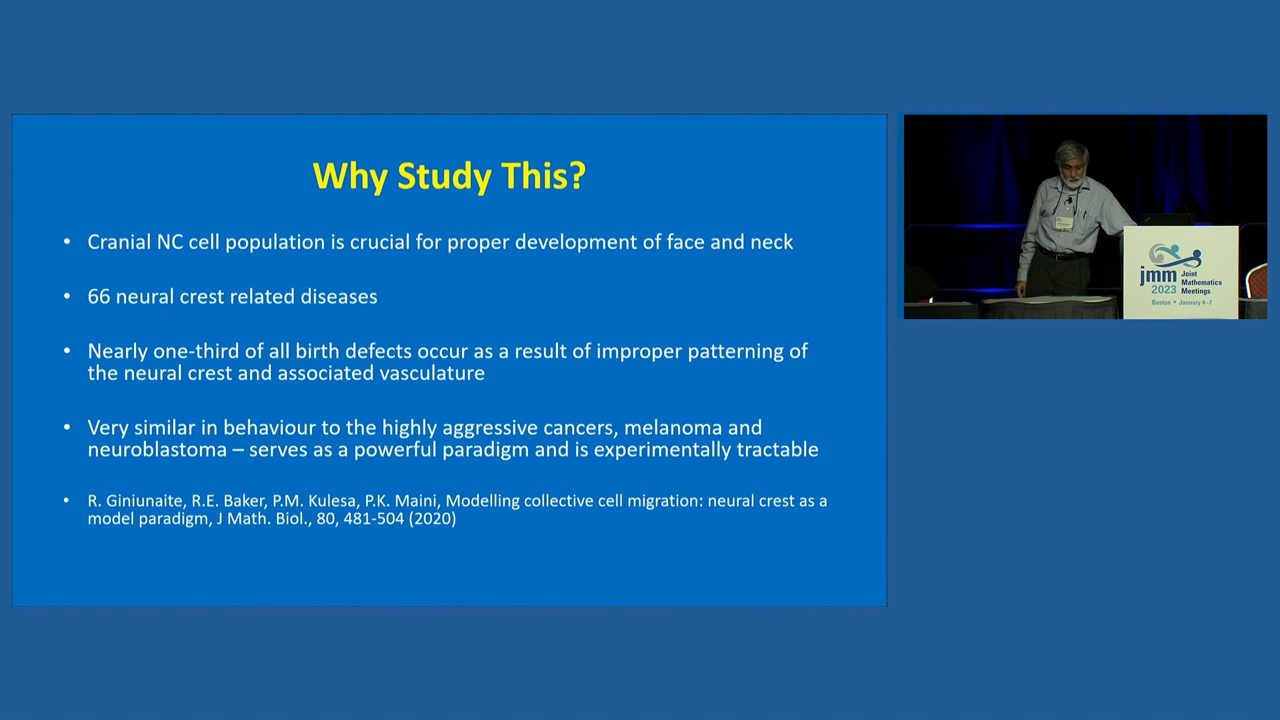 Why Study This?
• Cranial NC cell population is crucial for proper development of face and neck
• 66 neural crest related diseases
• Nearly one-third of all birth defects occur as a result of improper patterning of
the neural crest and associated vasculature
• Very similar in behaviour to the highly aggressive cancers, melanoma and
neuroblastoma – serves as a powerful paradigm and is experimentally tractable
• R. Giniunaite, R.E. Baker, P.M. Kulesa, P.K. Maini, Modelling collective cell migration: neural crest as a
model paradigm, J Math. Biol., 80, 481-504 (2020)
jmm
2023
Joint
Mathematics
Meetings
Boston • January 4–7